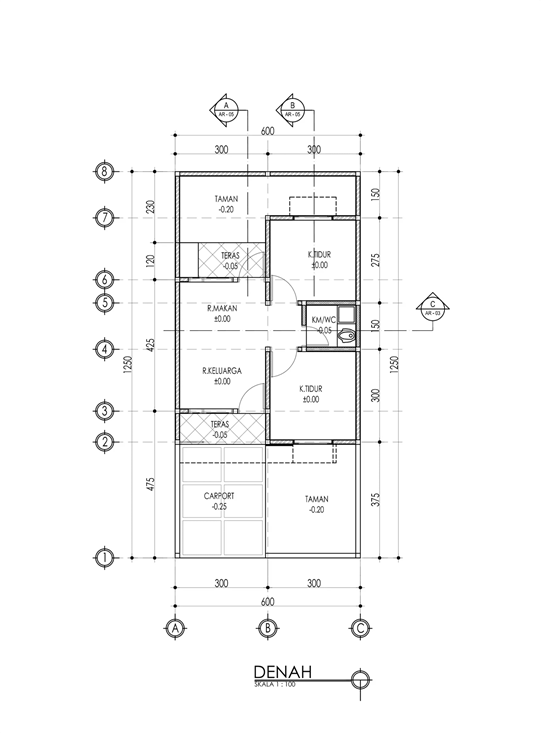 A
AR - 05
B
AR - 05
600
300
300
8
7
6
5
4
3
2
1
1250
230
120
425
475
TAMAN
-0.20
TERAS
-0.05
K.TIDUR
±0.00
R.MAKAN
±0.00
KM/WC
-0.05
R.KELUARGA
±0.00
K.TIDUR
±0.00
TERAS
-0.05
CARPORT
-0.25
TAMAN
-0.20
150
275
150
300
375
1250
C
AR - 03
300
300
600
A
B
C
DENAH
SKALA 1 : 100